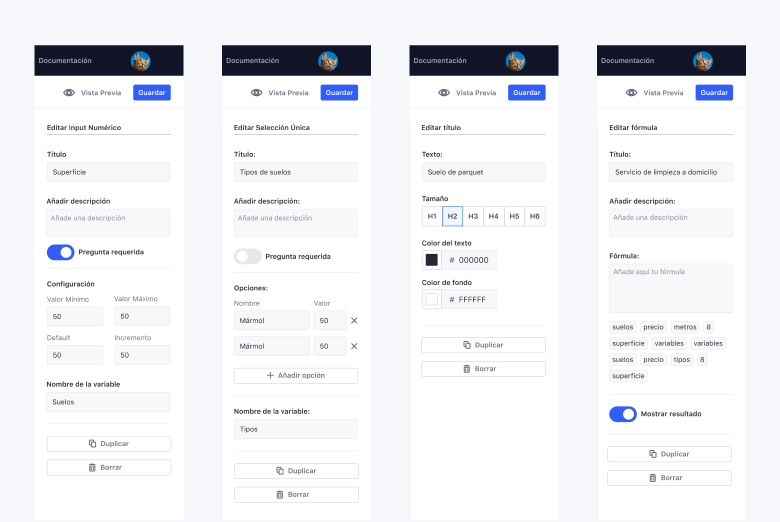 Documentación
Vista Previa
Guardar
Editar Input Numérico
Título
Superficie
Añadir descripción
Añade una descripción
Pregunta requerida
Configuración
Valor Mínimo
Valor Máximo
50
50
Default
Incremento
50
50
Nombre de la variable
Suelos
Duplicar
Borrar
Documentación
Vista Previa
Guardar
Editar Selección Única
Título:
Tipos de suelos
Añadir descripción:
Añade una descripción
Pregunta requerida
Opciones:
Nombre
Valor
Mármol
50
Mármol
50
Añadir opción
Nombre de la variable:
Tipos
Duplicar
Borrar
Documentación
Vista Previa
Guardar
Editar título
Texto:
Suelo de parquet
Tamaño
H1 H2 H3 H4 H5 H6
Color del texto
# 000000
Color de fondo
# FFFFFF
Duplicar
Borrar
Documentación
Vista Previa
Guardar
Editar fórmula
Título:
Servicio de limpieza a domicilio
Añadir descripción:
Añade una descripción
Fórmula:
Añade aquí tu fórmula
suelos precio metros 8
superfície variables variables
suelos precio tipos 8
superfície
Mostrar resultado
Duplicar
Borrar